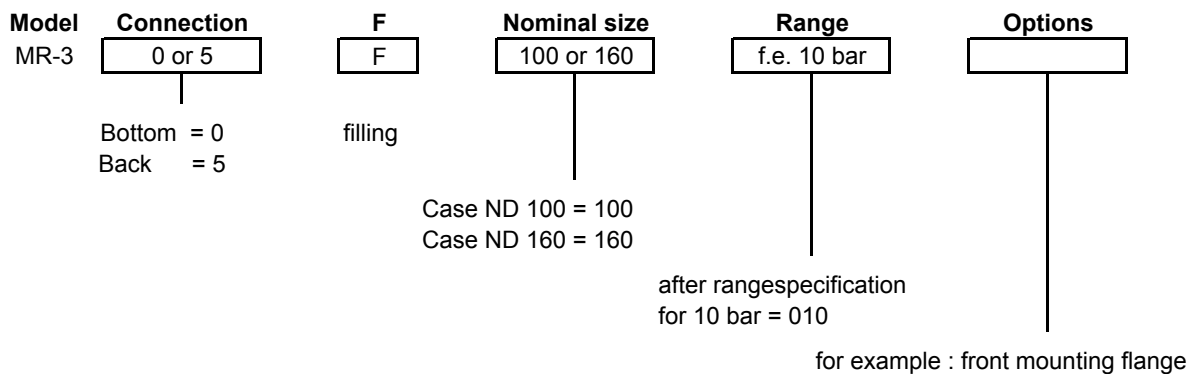 Model Connection F Nominal size Range Options
MR-3 0 or 5 F 100 or 160 f.e. 10 bar
Bottom = 0 filling
Back = 5
Case ND 100 = 100
Case ND 160 = 160
after rangespecification
for 10 bar = 010
for example : front mounting flange